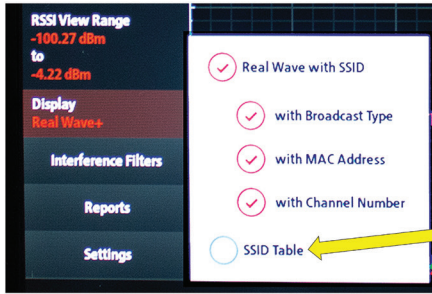 RSSI View Range
-100.27 dBm
to
-4.22 dBm
Display
Real Wave+
Interference Filters
Reports
Settings
Real Wave with SSID
with Broadcast Type
with MAC Address
with Channel Number
SSID Table